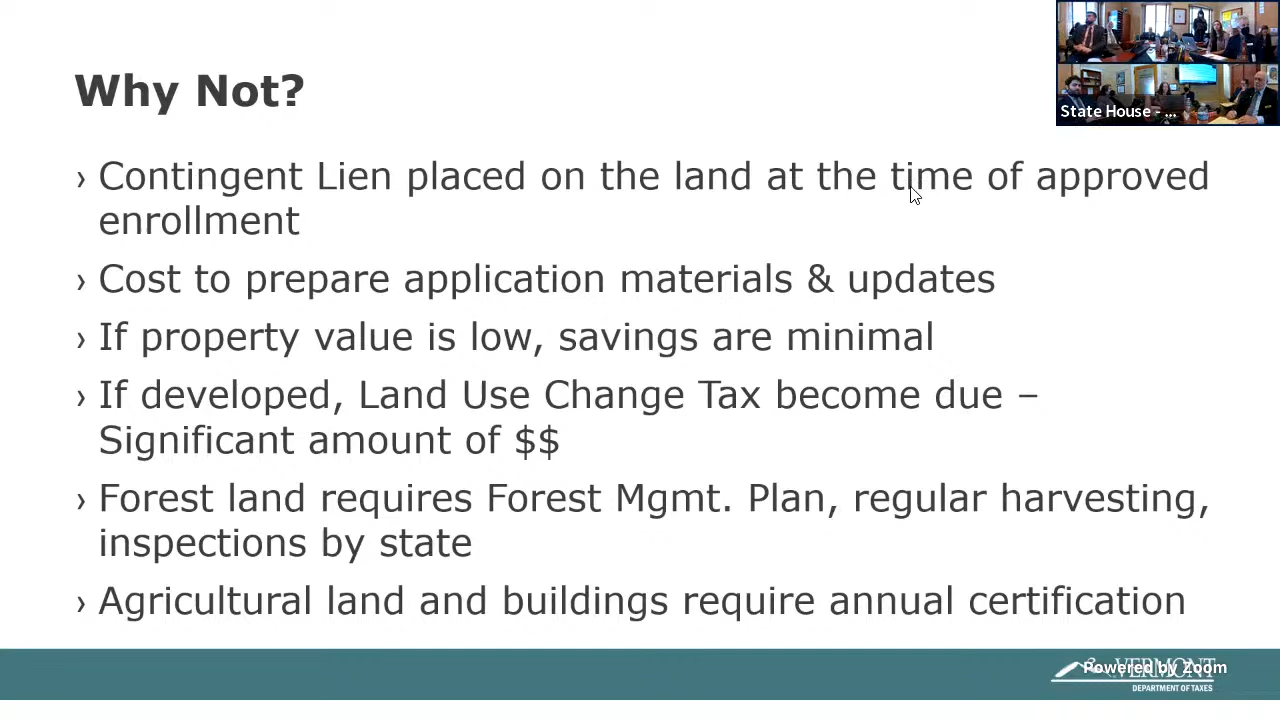 Why Not?
State House - ...
› Contingent Lien placed on the land at the time of approved
enrollment
› Cost to prepare application materials & updates
› If property value is low, savings are minimal
› If developed, Land Use Change Tax become due –
Significant amount of $$
› Forest land requires Forest Mgmt. Plan, regular harvesting,
inspections by state
› Agricultural land and buildings require annual certification
Powered by Zoom
VERMONT
DEPARTMENT OF TAXES